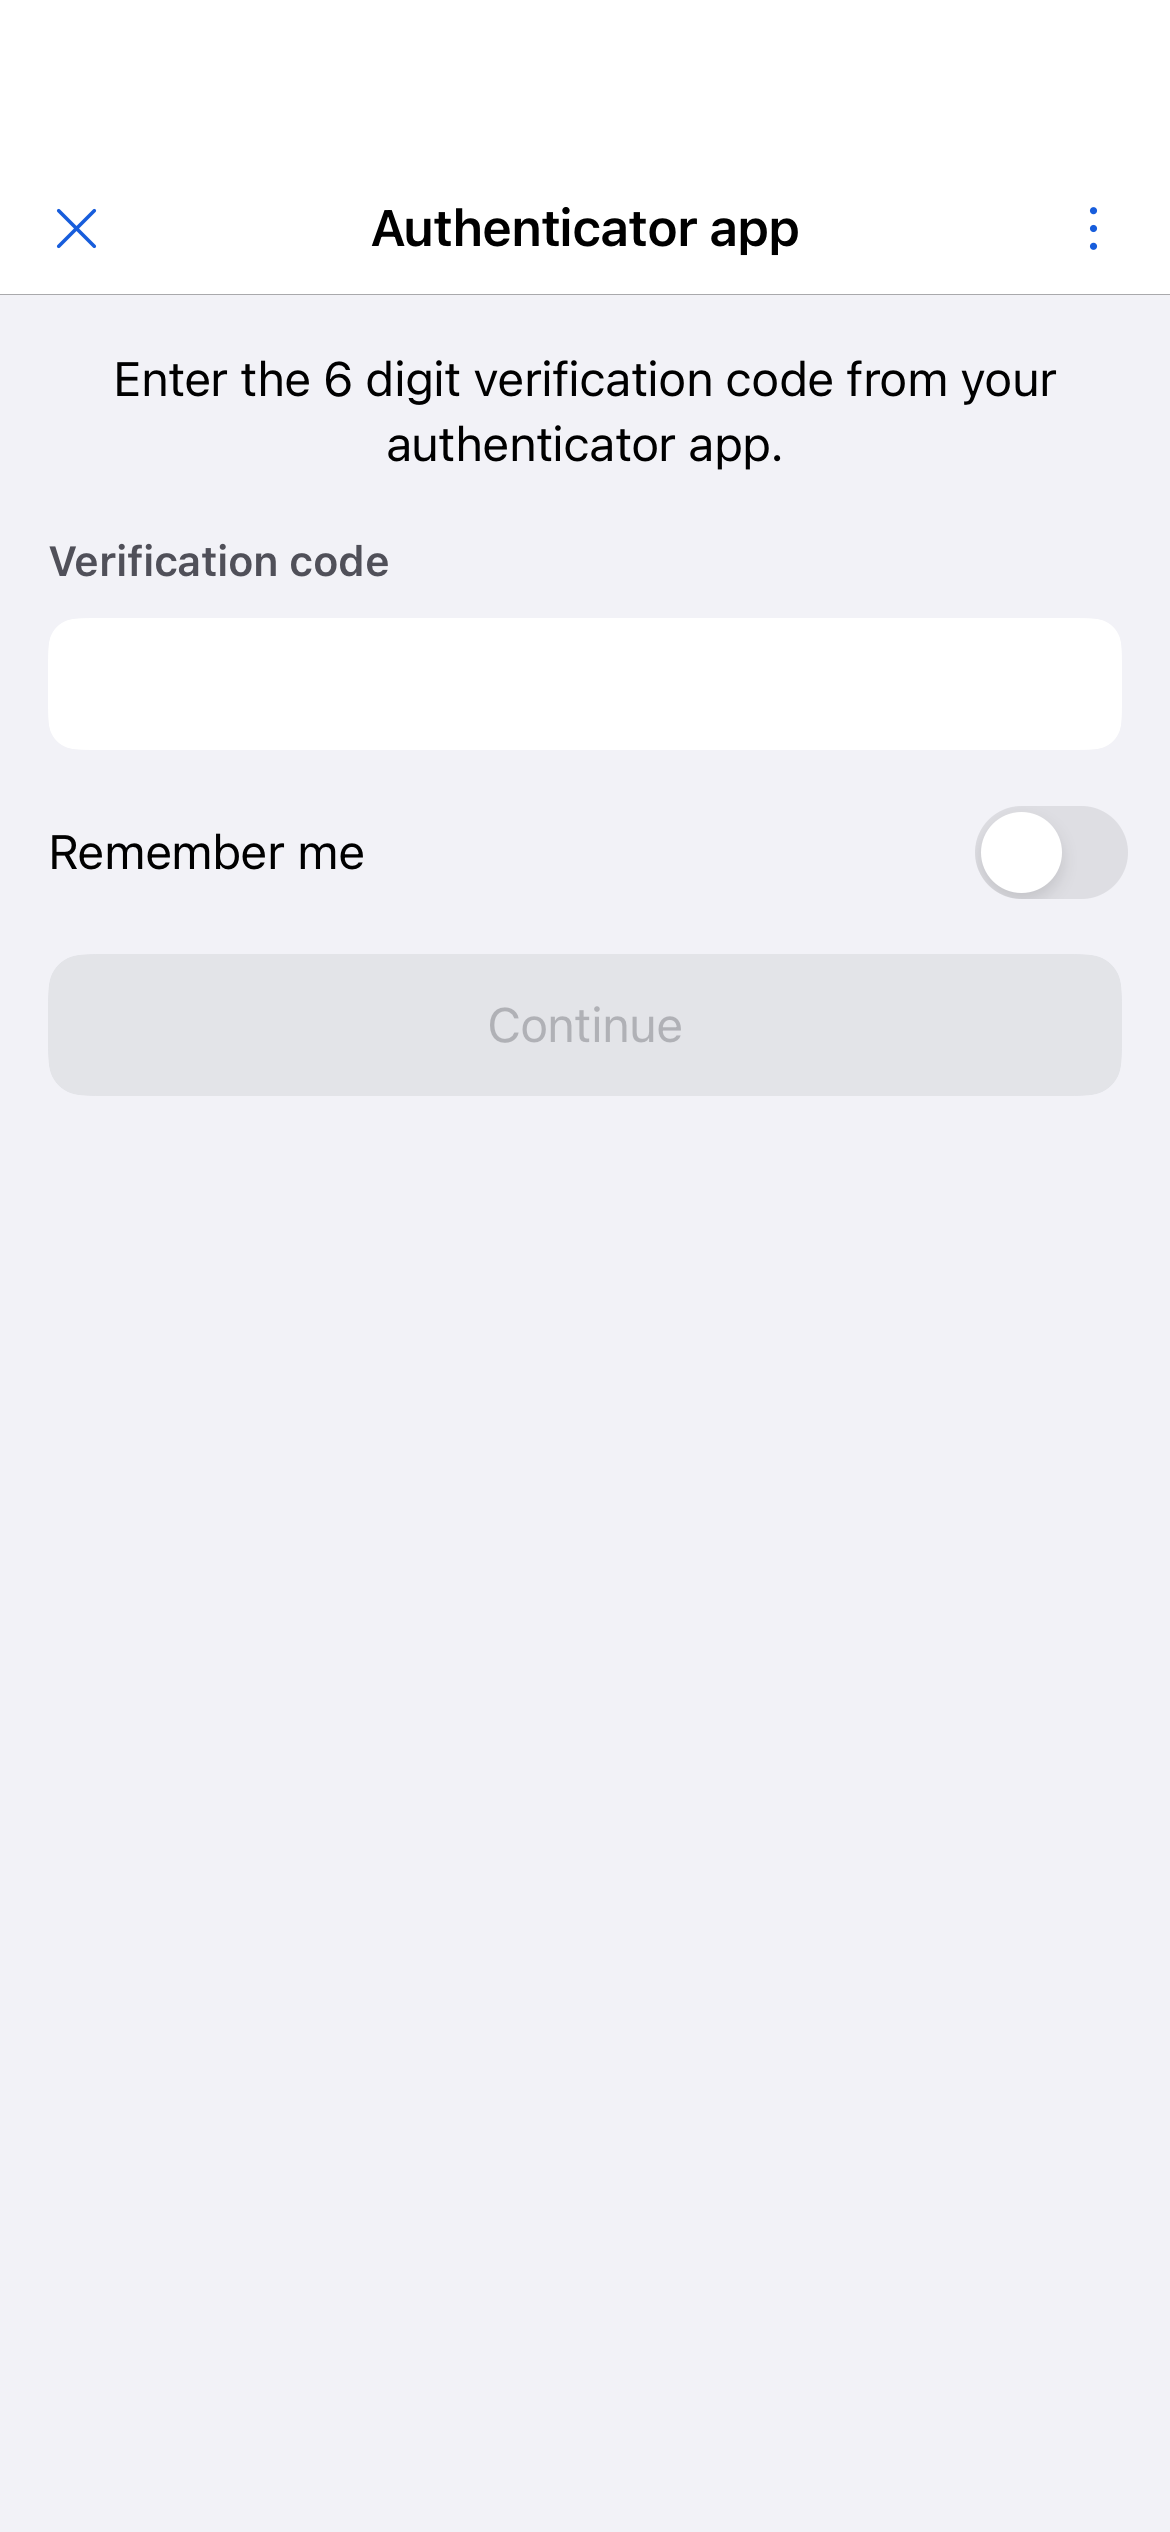 Authenticator app
Enter the 6 digit verification code from your
authenticator app.
Verification code
Remember me
Continue